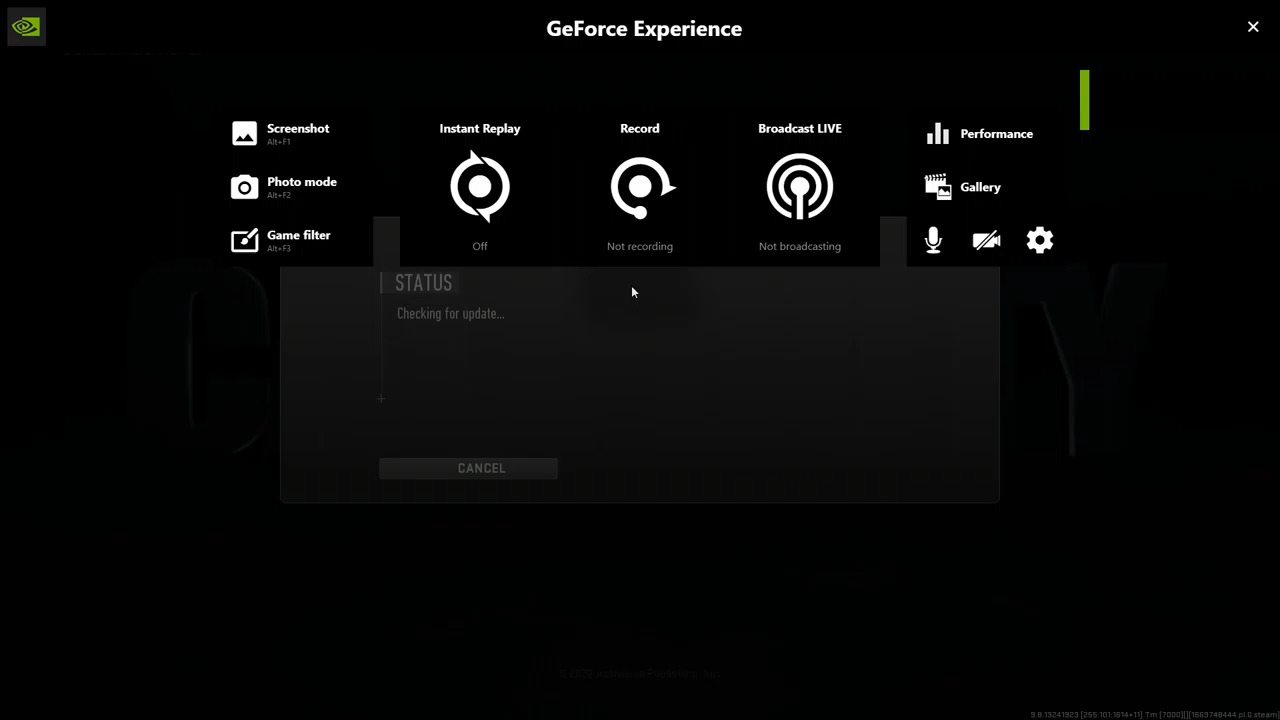 GeForce Experience
Screenshot
Alt+F1
Photo mode
Alt+F2
Game filter
Alt+F3
Instant Replay
Off
Record
Not recording
Broadcast LIVE
Not broadcasting
Performance
Gallery
STATUS
Checking for update...
CANCEL